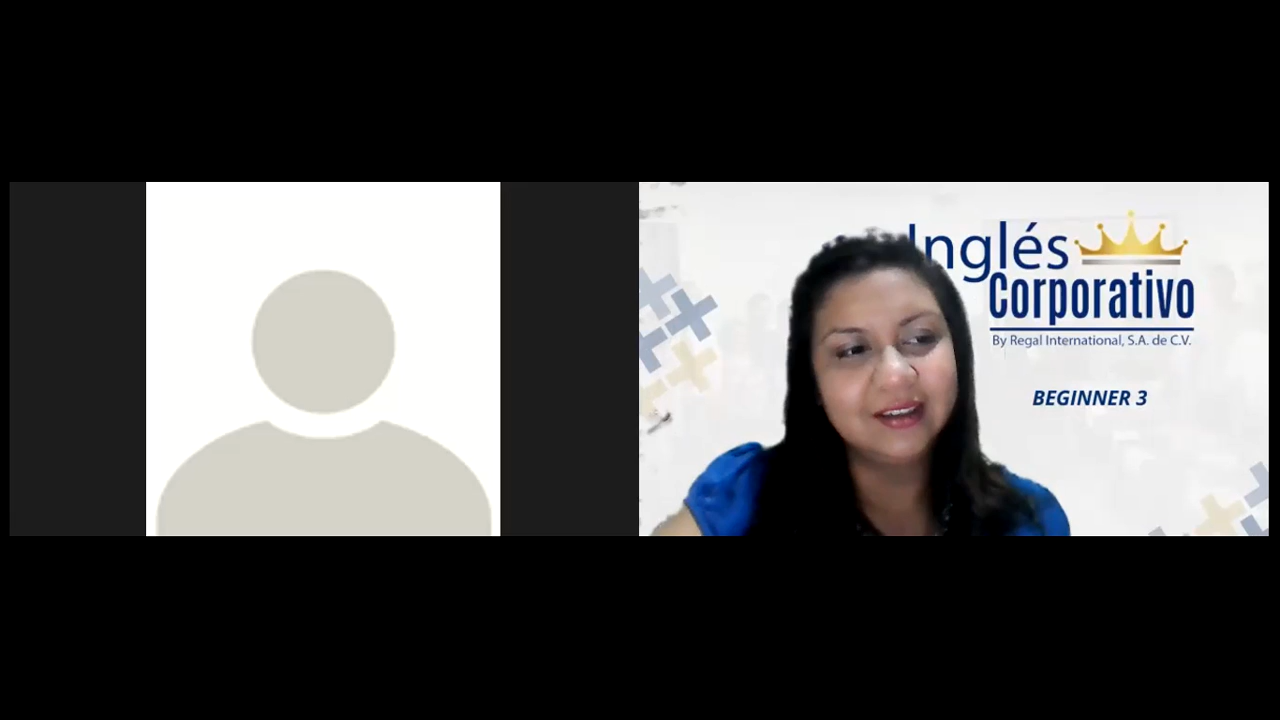 Inglés
Corporativo
By Regal International, S.A. de C.V.
BEGINNER 3